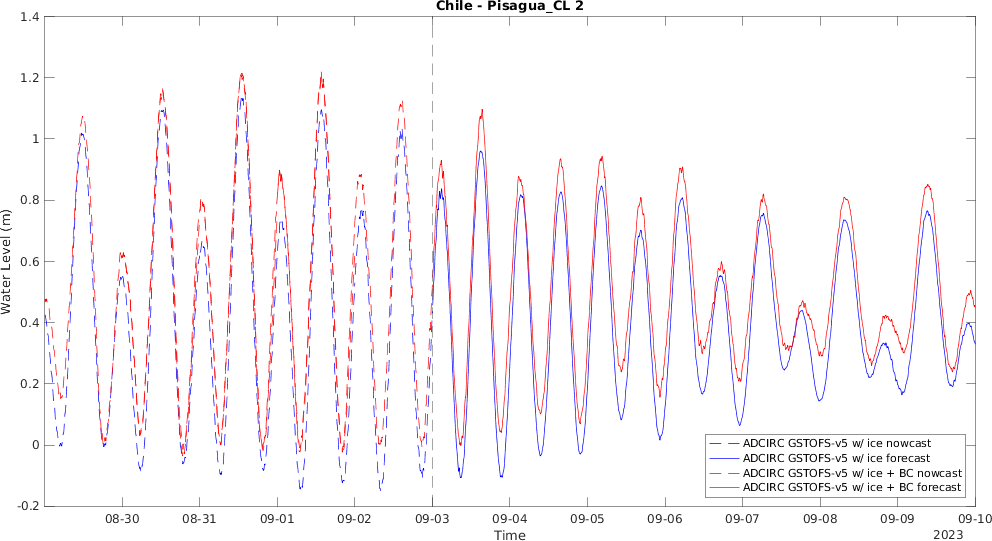 Chile - Pisagua_CL 2
1.4
1.2
1
0.8
0.6
0.4
0.2
0
-0.2
Water Level (m)
08-30 08-31 09-01 09-02 09-03 09-04 09-05 09-06 09-07 09-08 09-09 09-10
Time
2023
ADCIRC GSTOFS-v5 w/ ice nowcast
ADCIRC GSTOFS-v5 w/ ice forecast
ADCIRC GSTOFS-v5 w/ ice + BC nowcast
ADCIRC GSTOFS-v5 w/ ice + BC forecast